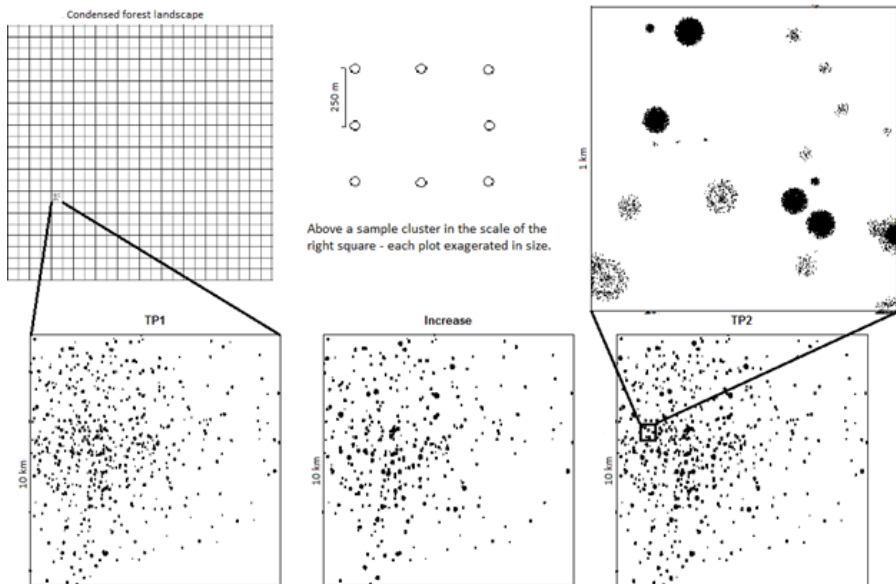 Condensed forest landscape
250 m
Above a sample cluster in the scale of the
right square - each plot exagerated in size.
1 km
TP1
Increase
TP2
10 km
10 km
10 km